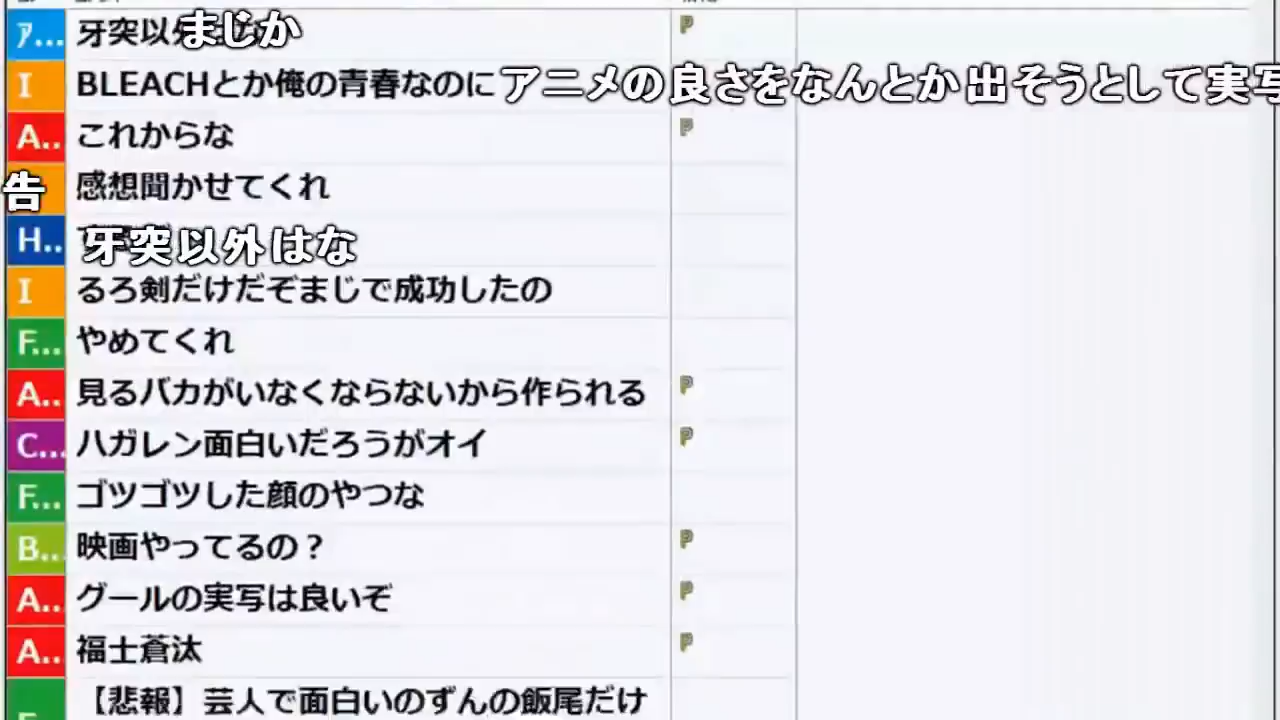 ア... 牙突以外はな P
まじか
I BLEACHとか俺の青春なのに
アニメの良さをなんとか出そうとして実写
A.. これからな P
告
感想聞かせてくれ
H..
牙突以外はな
I るろ剣だけだぞまじで成功したの
F... やめてくれ
A.. 見るバカがいなくならないから作られる P
C... ハガレン面白いだろうがオイ P
F... ゴツゴツした顔のやつな
B... 映画やってるの？ P
A.. グールの実写は良いぞ P
A.. 福士蒼汰 P
【悲報】芸人で面白いのずんの飯尾だけ